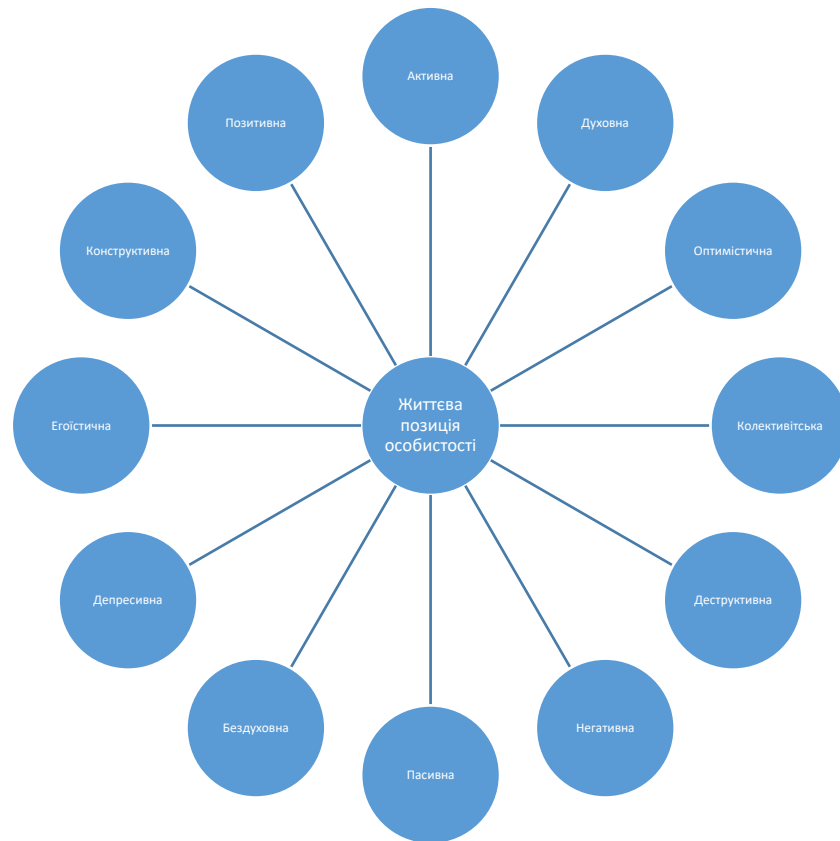 Активна
Позитивна
Духовна
Конструктивна
Оптимістична
Життєва
позиція
особистості
Егоїстична
Колективітська
Депресивна
Деструктивна
Бездуховна
Негативна
Пасивна